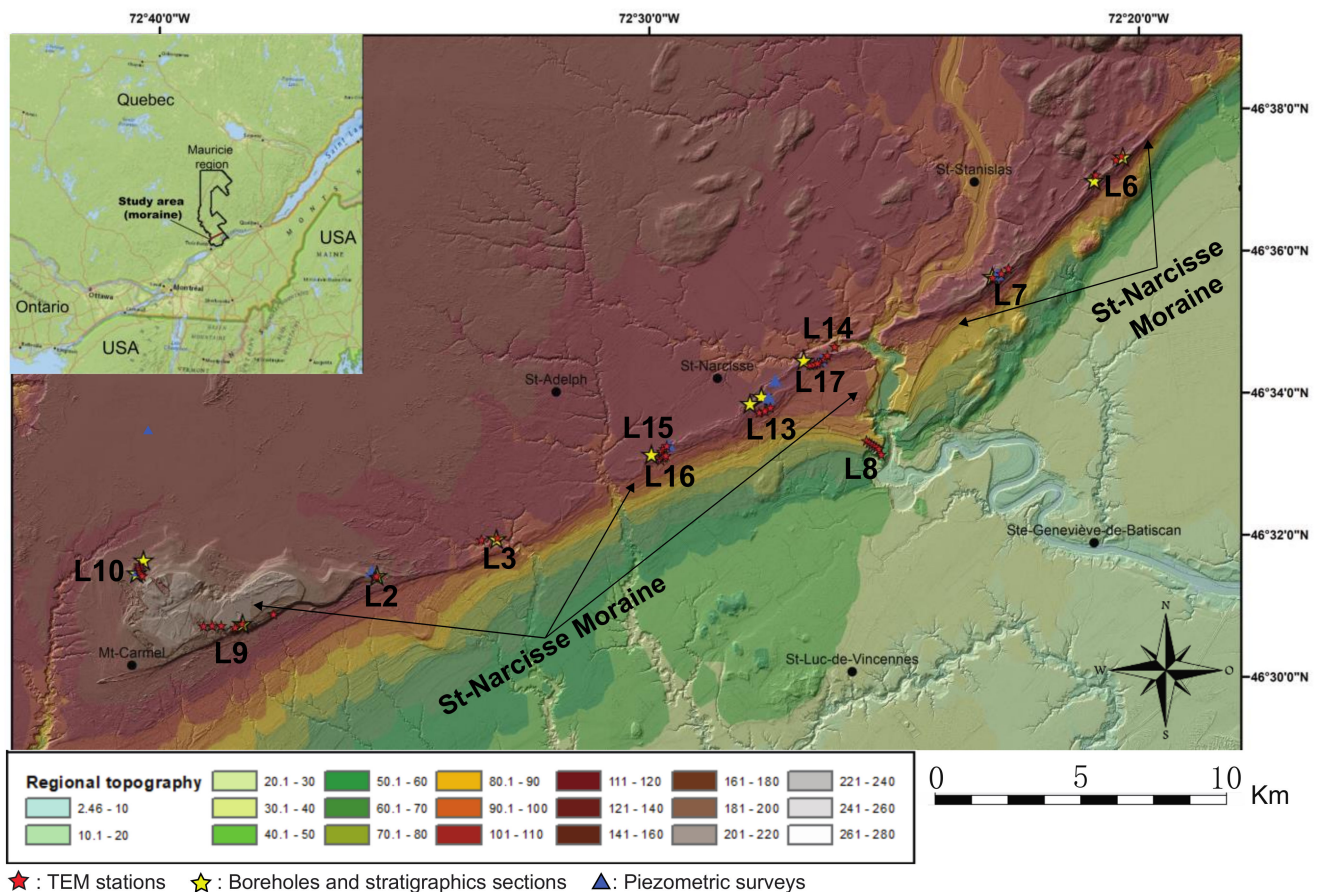 72°40'0"W
72°30'0"W
72°20'0"W
Quebec
Mauricie
region
Study area
(moraine)
USA
MAINE
Ontario
Ottawa
Montréal
USA
VERMONT
46°38'0"N
46°36'0"N
46°34'0"N
46°32'0"N
46°30'0"N
St-Stanislas
L6
L7
St-Narcisse
Moraine
L14
St-Narcisse
L17
St-Adelph
L13
L15
L16
L8
Ste-Geneviève-de-Batiscan
L3
L10
L2
L9
Mt-Carmel
St-Narcisse Moraine
St-Luc-de-Vincennes
N
W
O
S
Regional topography
2.46 - 10
10.1 - 20
20.1 - 30
30.1 - 40
40.1 - 50
50.1 - 60
60.1 - 70
70.1 - 80
80.1 - 90
90.1 - 100
101 - 110
111 - 120
121 - 140
141 - 160
161 - 180
181 - 200
201 - 220
221 - 240
241 - 260
261 - 280
0 5 10
Km
: TEM stations
: Boreholes and stratigraphics sections
: Piezometric surveys